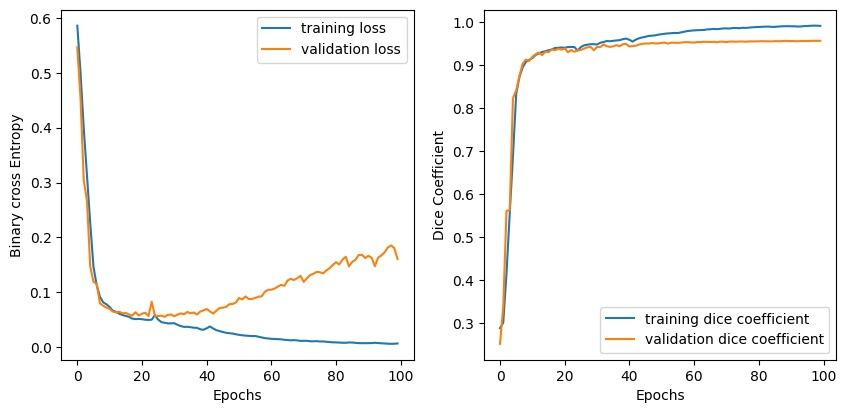 0.6
0.5
0.4
0.3
0.2
0.1
0.0
Binary cross Entropy
training loss
validation loss
0 20 40 60 80 100
Epochs
1.0
0.9
0.8
0.7
0.6
0.5
0.4
0.3
Dice Coefficient
training dice coefficient
validation dice coefficient
0 20 40 60 80 100
Epochs